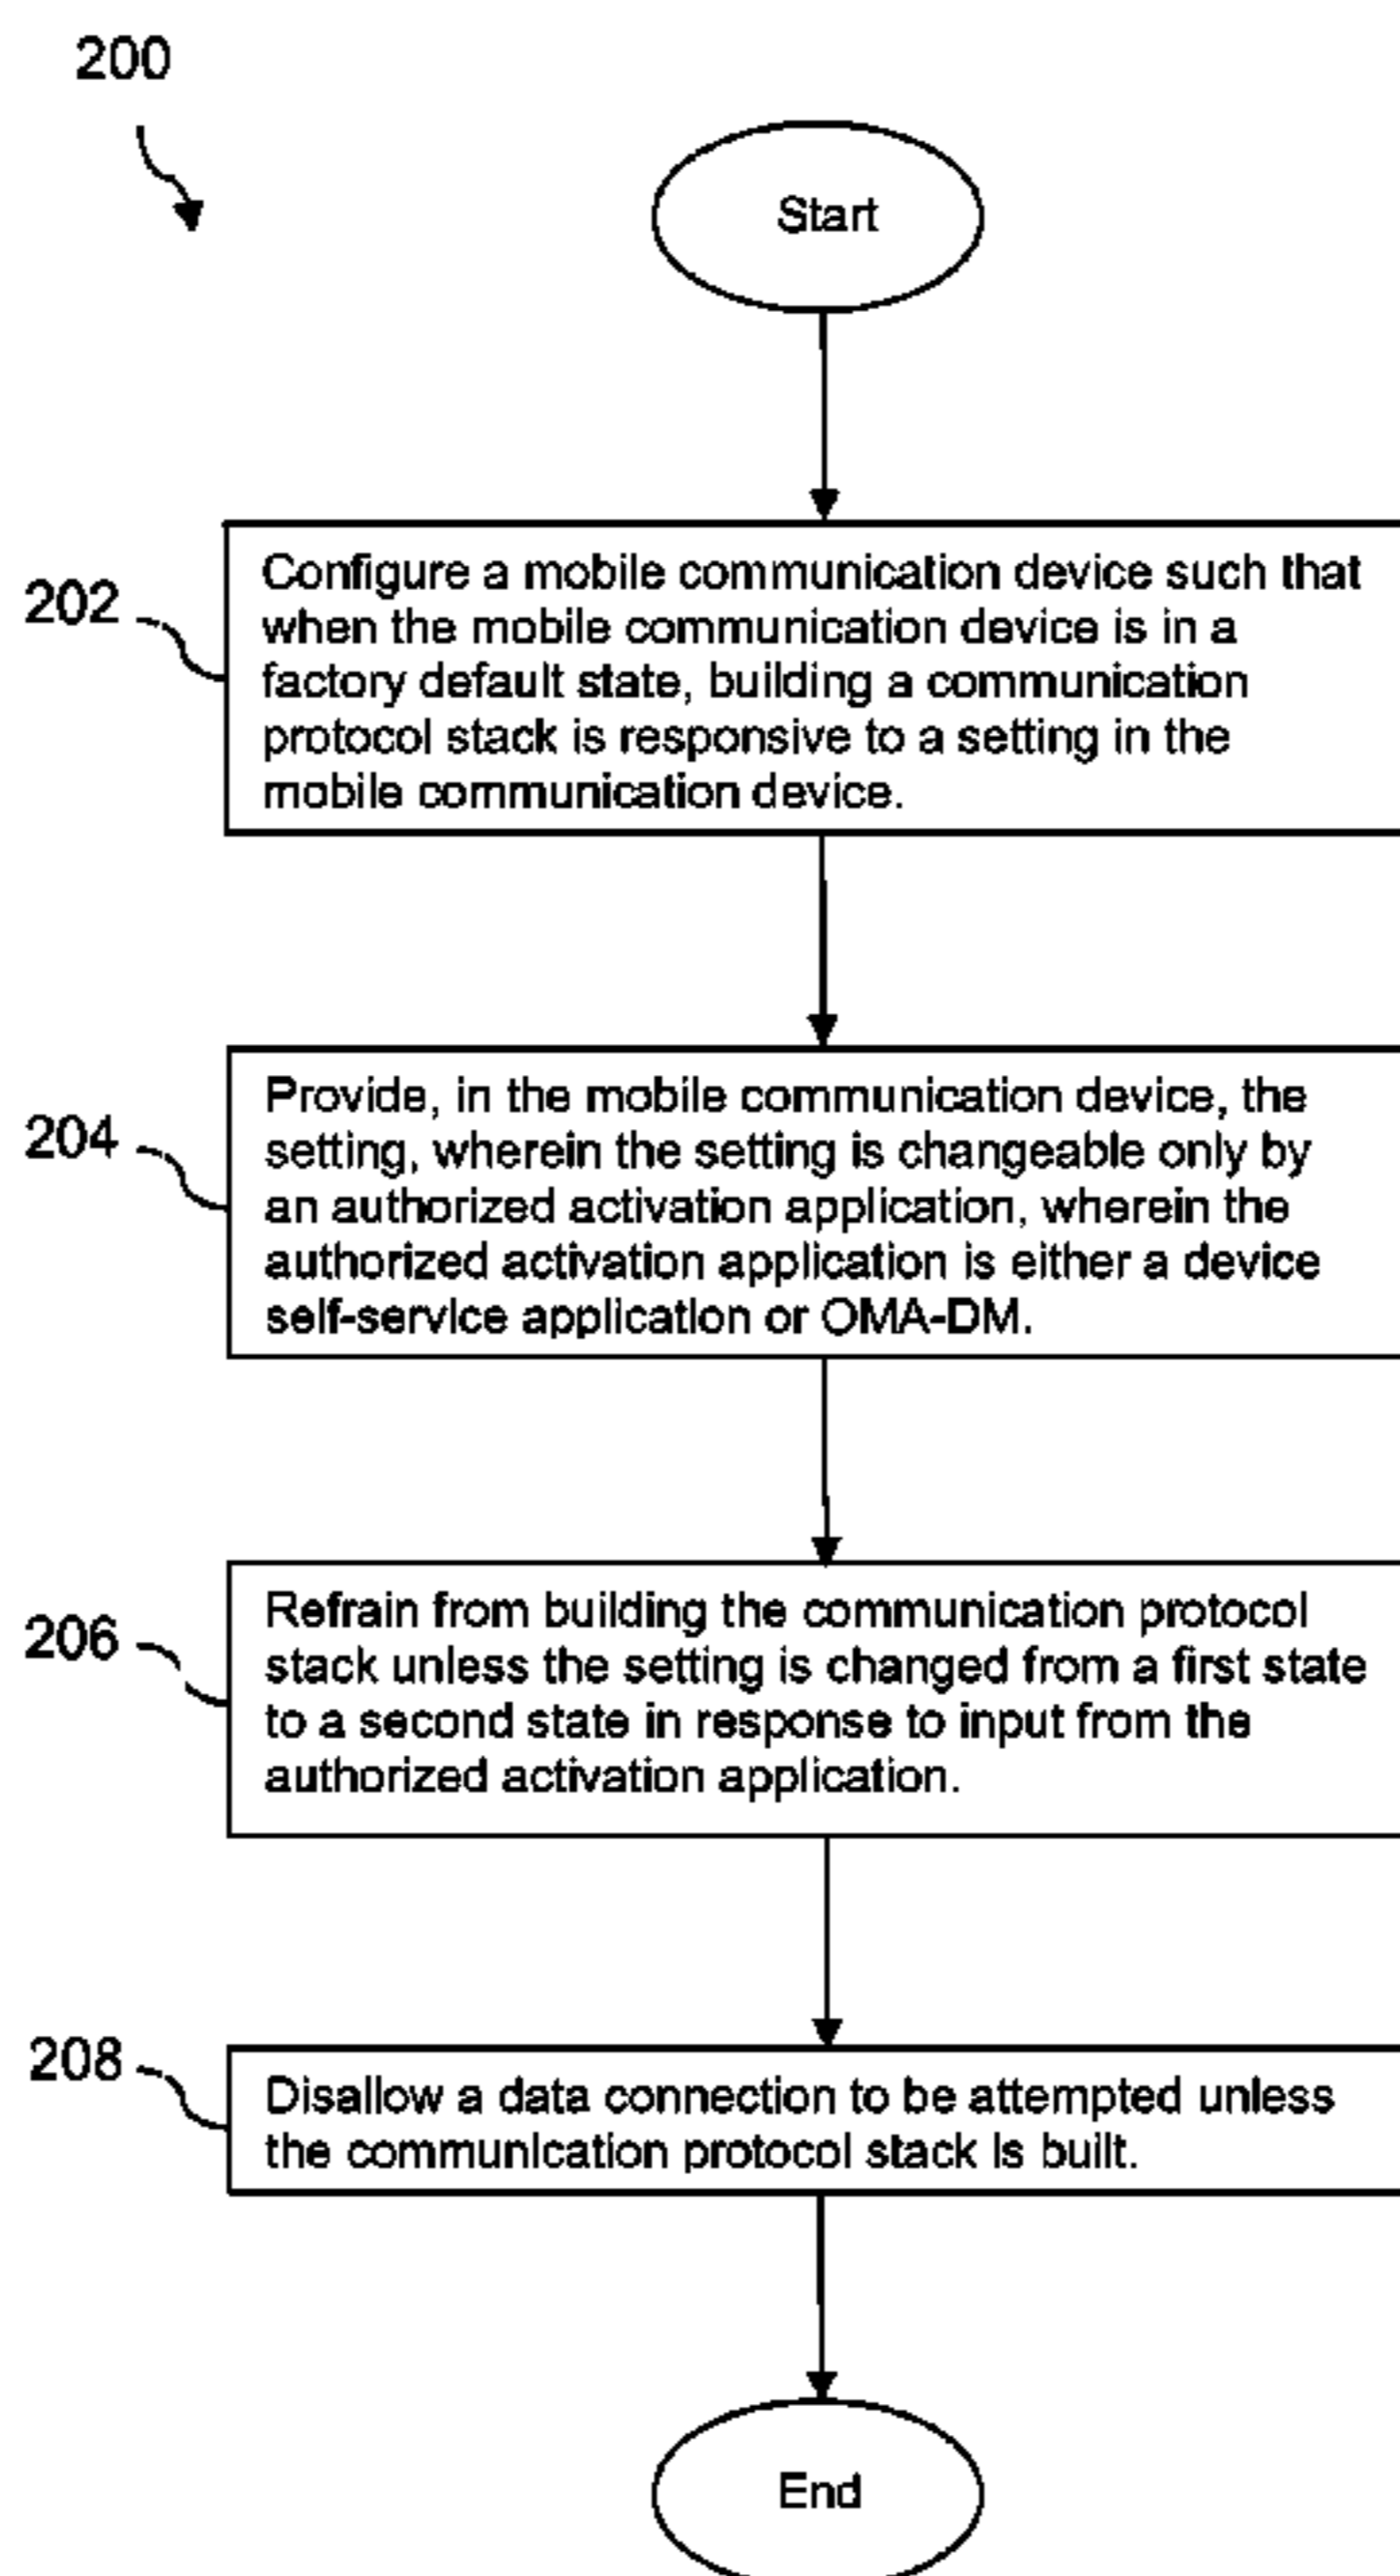 200
Start
202
Configure a mobile communication device such that
when the mobile communication device is in a
factory default state, building a communication
protocol stack is responsive to a setting in the
mobile communication device.
204
Provide, in the mobile communication device, the
setting, wherein the setting is changeable only by
an authorized activation application, wherein the
authorized activation application is either a device
self-service application or OMA-DM.
206
Refrain from building the communication protocol
stack unless the setting is changed from a first state
to a second state in response to input from the
authorized activation application.
208
Disallow a data connection to be attempted unless
the communication protocol stack is built.
End